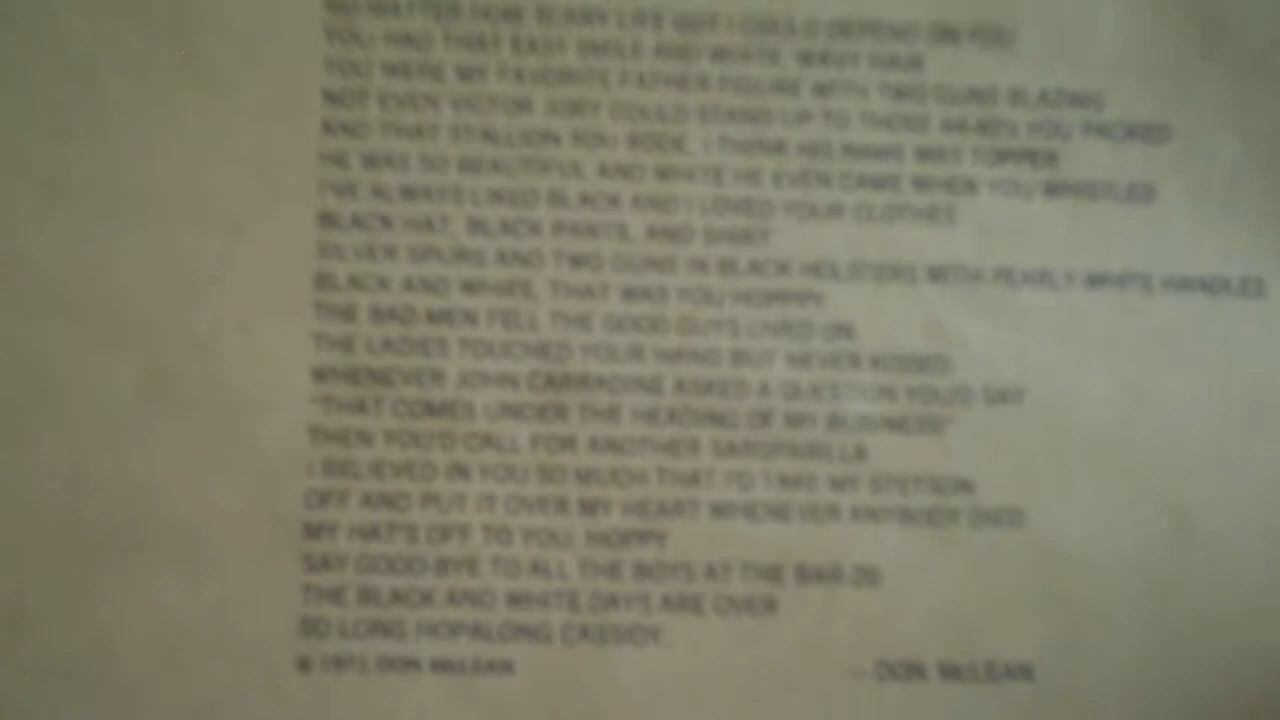 NO MATTER HOW SCARY LIFE GOT I COULD DEPEND ON YOU
YOU HAD THAT EASY SMILE AND WHITE, WAVY HAIR
YOU WERE MY FAVORITE FATHER FIGURE WITH TWO GUNS BLAZING
NOT EVEN VICTOR JORY COULD STAND UP TO THOSE 44-40's YOU PACKED
AND THAT STALLION YOU RODE, I THINK HIS NAME WAS TOPPER
HE WAS SO BEAUTIFUL AND WHITE HE EVEN CAME WHEN YOU WHISTLED
I'VE ALWAYS LIKED BLACK AND I LOVED YOUR CLOTHES
BLACK HAT, BLACK PANTS, AND SHIRT
SILVER SPURS AND TWO GUNS IN BLACK HOLSTERS WITH PEARLY WHITE HANDLES
BLACK AND WHITE, THAT WAS YOU HOPPPY
THE BAD MEN FELL THE GOOD GUYS LIVED ON
THE LADIES TOUCHED YOUR HAND BUT NEVER KISSED
WHENEVER JOHN CARRADINE ASKED A QUESTION YOU'D SAY
"THAT COMES UNDER THE HEADING OF MY BUSINESS"
THEN YOU'D CALL FOR ANOTHER SARSPARILLA
I BELIEVED IN YOU SO MUCH THAT I'D TAKE MY STETSON
OFF AND PUT IT OVER MY HEART WHENEVER ANYBODY DIED
MY HAT'S OFF TO YOU, HOPPY
SAY GOOD-BYE TO ALL THE BOYS AT THE BAR-20
THE BLACK AND WHITE DAYS ARE OVER
SO LONG HOPALONG CASSIDY.
© 1971, DON McLEAN
— DON McLEAN